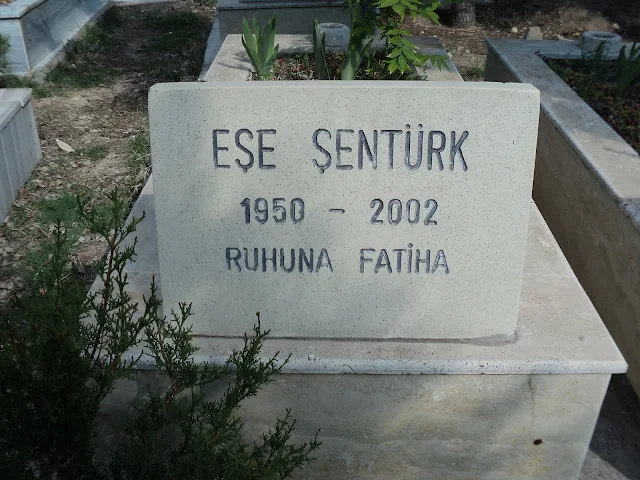 EŞE ŞENTÜRK
1950 - 2002
RUHUNA FATİHA